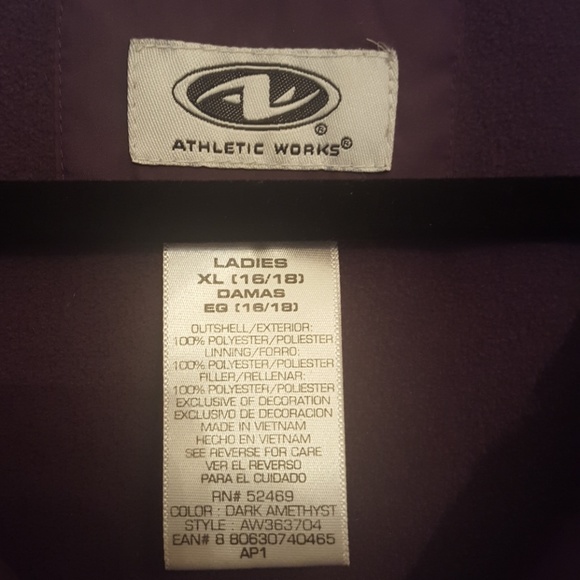 ATHLETIC WORKS®
LADIES
XL (16/18)
DAMAS
EG (16/18)
OUTSHELL/EXTERIOR:
100% POLYESTER/POLIESTER
LINNING/FORRO:
100% POLYESTER/POLIESTER
FILLER/RELLENAR:
100% POLYESTER/POLIESTER
EXCLUSIVE OF DECORATION
EXCLUSIVO DE DECORACION
MADE IN VIETNAM
HECHO EN VIETNAM
SEE REVERSE FOR CARE
VER EL REVERSO
PARA EL CUIDADO
RN# 52469
COLOR : DARK AMETHYST
STYLE : AW363704
EAN# 8 80630740465
AP1